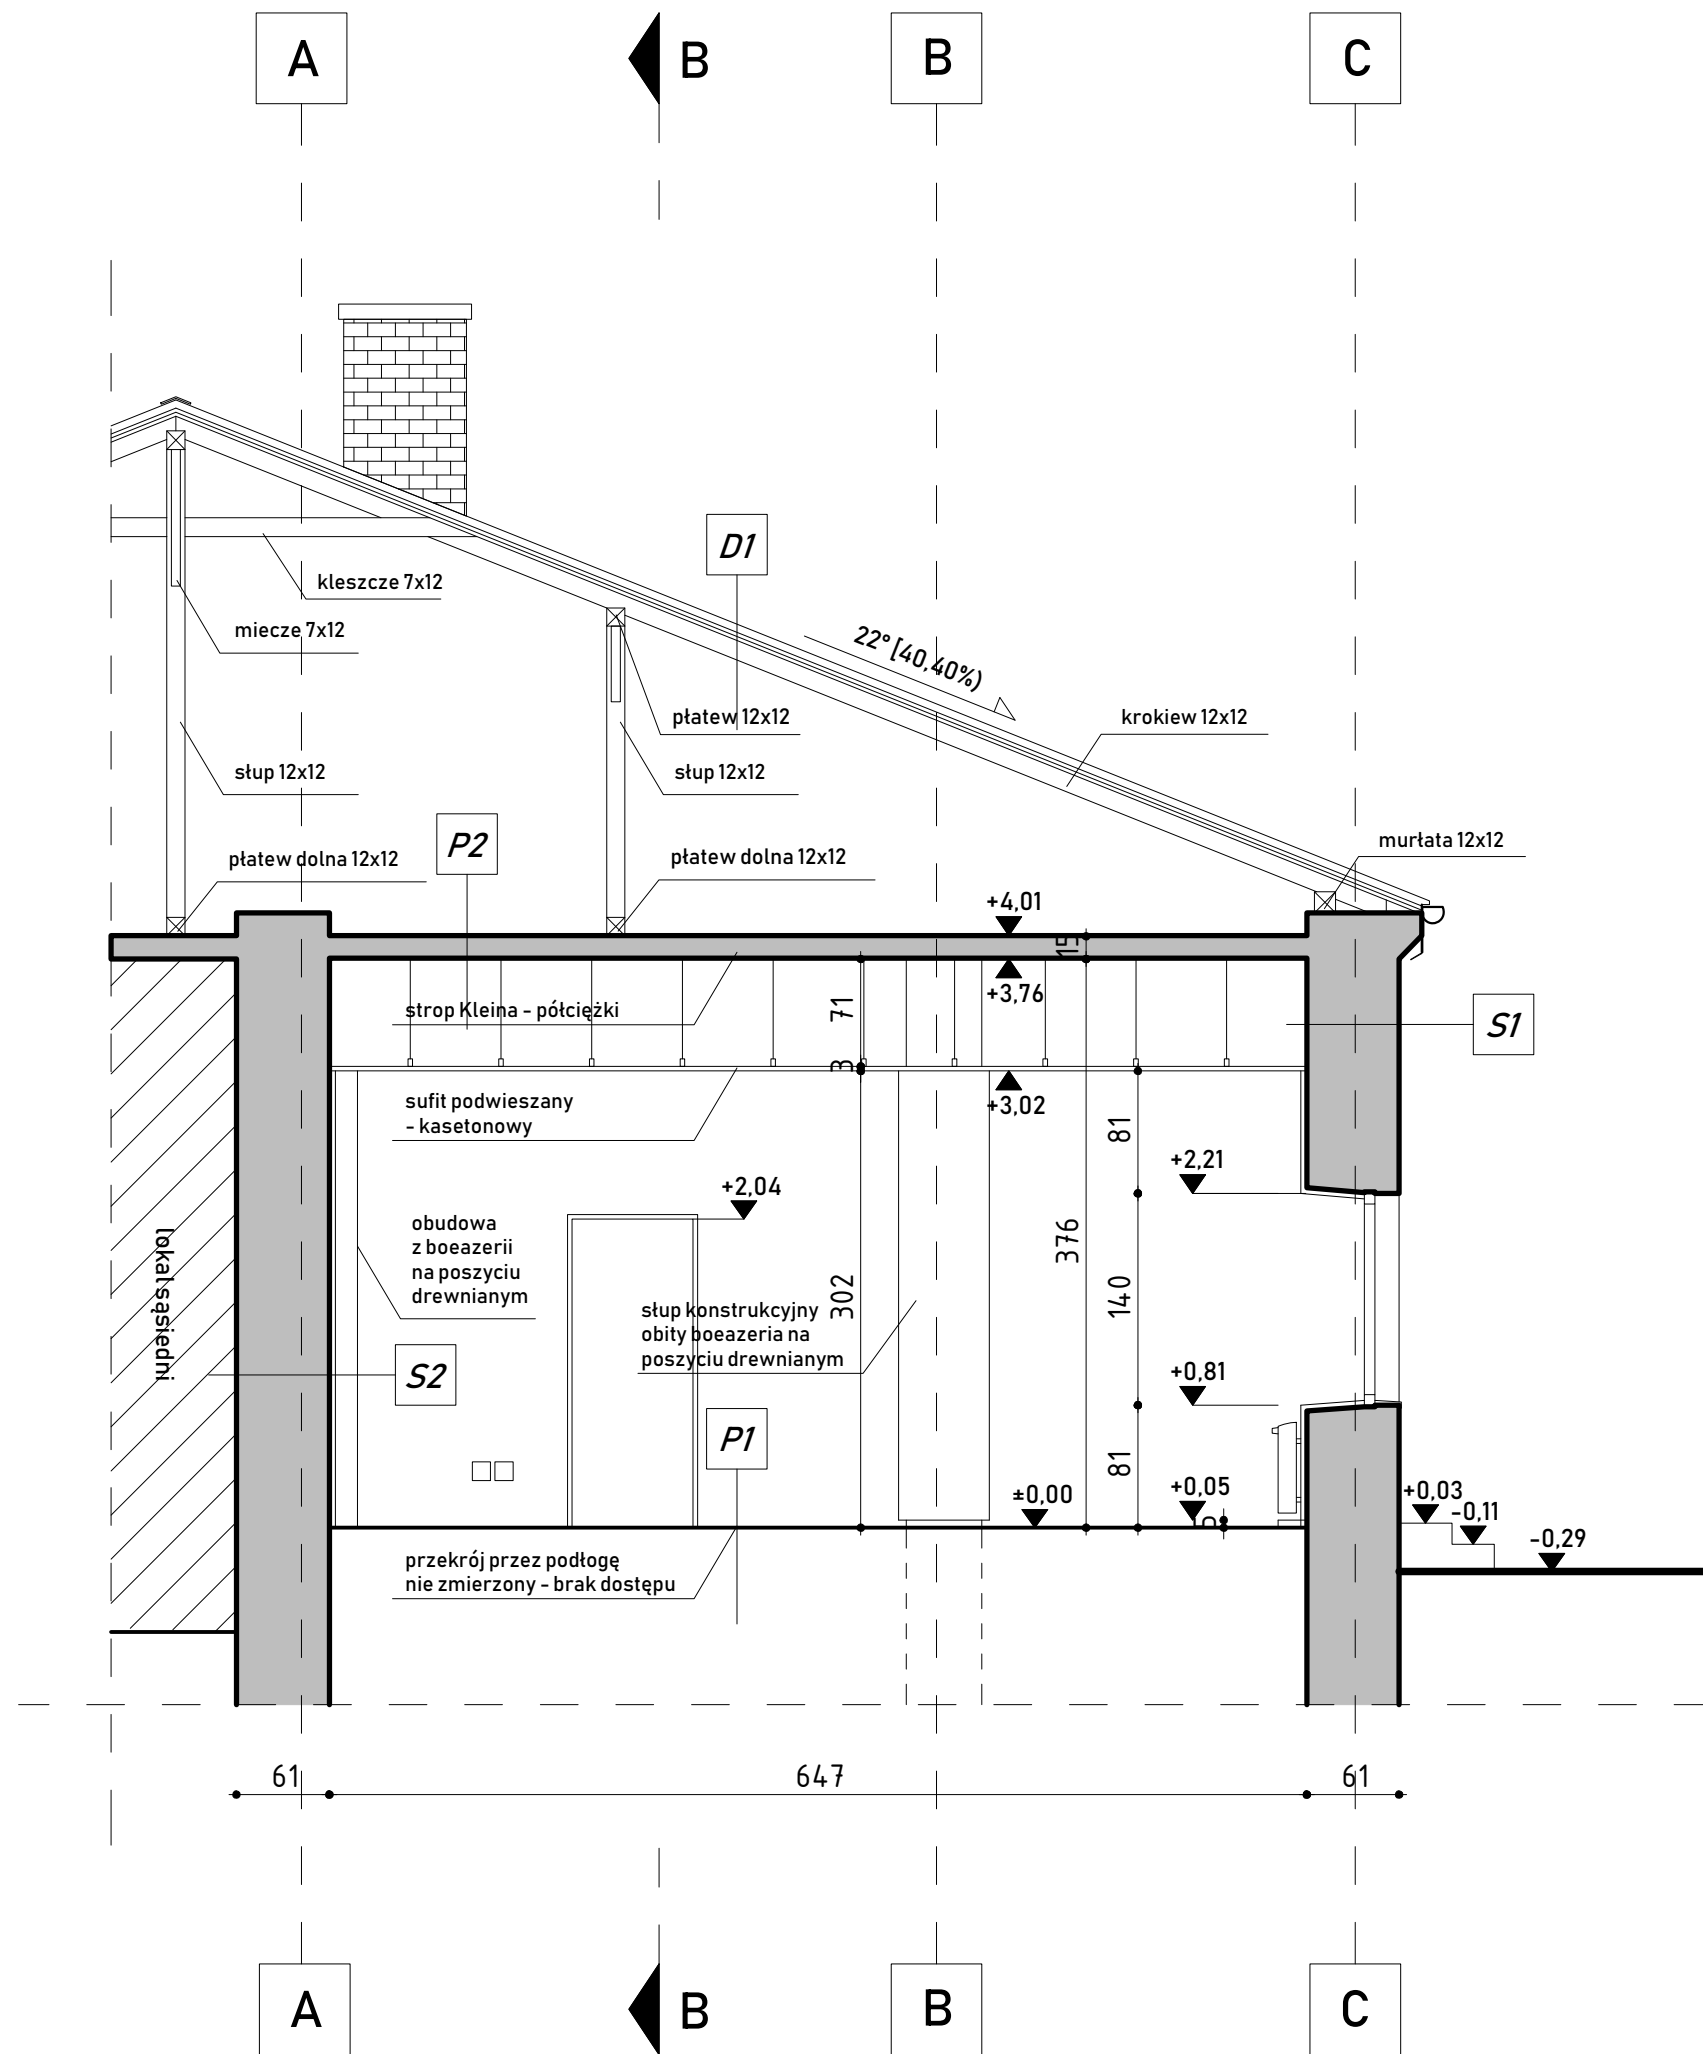 A
B
B
C
D1
kleszcze 7x12
miecze 7x12
22° [40,40%)
płatew 12x12
krokiew 12x12
słup 12x12
słup 12x12
P2
murłata 12x12
płatew dolna 12x12
płatew dolna 12x12
+4,01
15
+3,76
strop Kleina - półciężki
71
S1
3
sufit podwieszany
- kasetonowy
+3,02
81
+2,21
+2,04
obudowa
z boeazerii
na poszyciu
drewnianym
lokal sąsiedni
376
302
140
słup konstrukcyjny
obity boeazeria na
poszyciu drewnianym
S2
+0,81
P1
81
±0,00
+0,05
5
+0,03
-0,11
-0,29
przekrój przez podłogę
nie zmierzony - brak dostępu
61
647
61
A
B
B
C